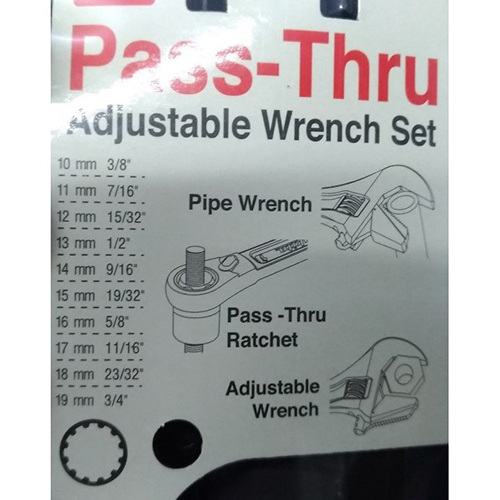 Pass-Thru
Adjustable Wrench Set
10 mm 3/8"
11 mm 7/16"
12 mm 15/32"
13 mm 1/2"
14 mm 9/16"
15 mm 19/32"
16 mm 5/8"
17 mm 11/16"
18 mm 23/32"
19 mm 3/4"
Pipe Wrench
Pass -Thru
Ratchet
Adjustable
Wrench